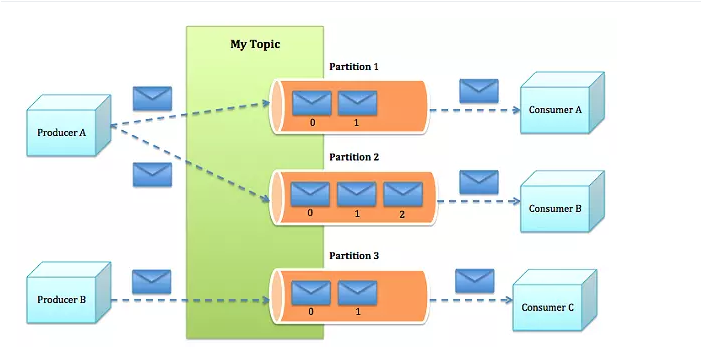 My Topic
Partition 1
0 1
Producer A
Consumer A
Partition 2
0 1 2
Consumer B
Partition 3
0 1
Producer B
Consumer C